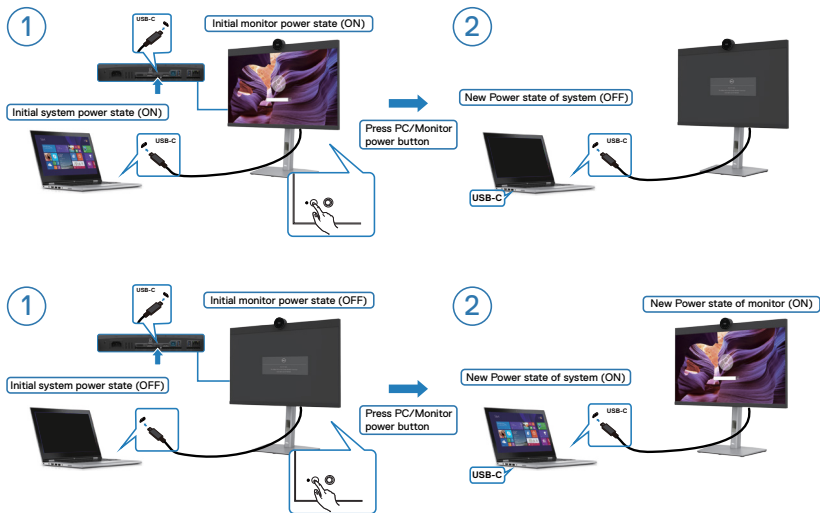 1
USB-C
Initial monitor power state (ON)
Initial system power state (ON)
USB-C
Press PC/Monitor
power button
2
New Power state of system (OFF)
USB-C
USB-C
1
USB-C
Initial monitor power state (OFF)
Initial system power state (OFF)
Press PC/Monitor
power button
2
New Power state of monitor (ON)
New Power state of system (ON)
USB-C
USB-C